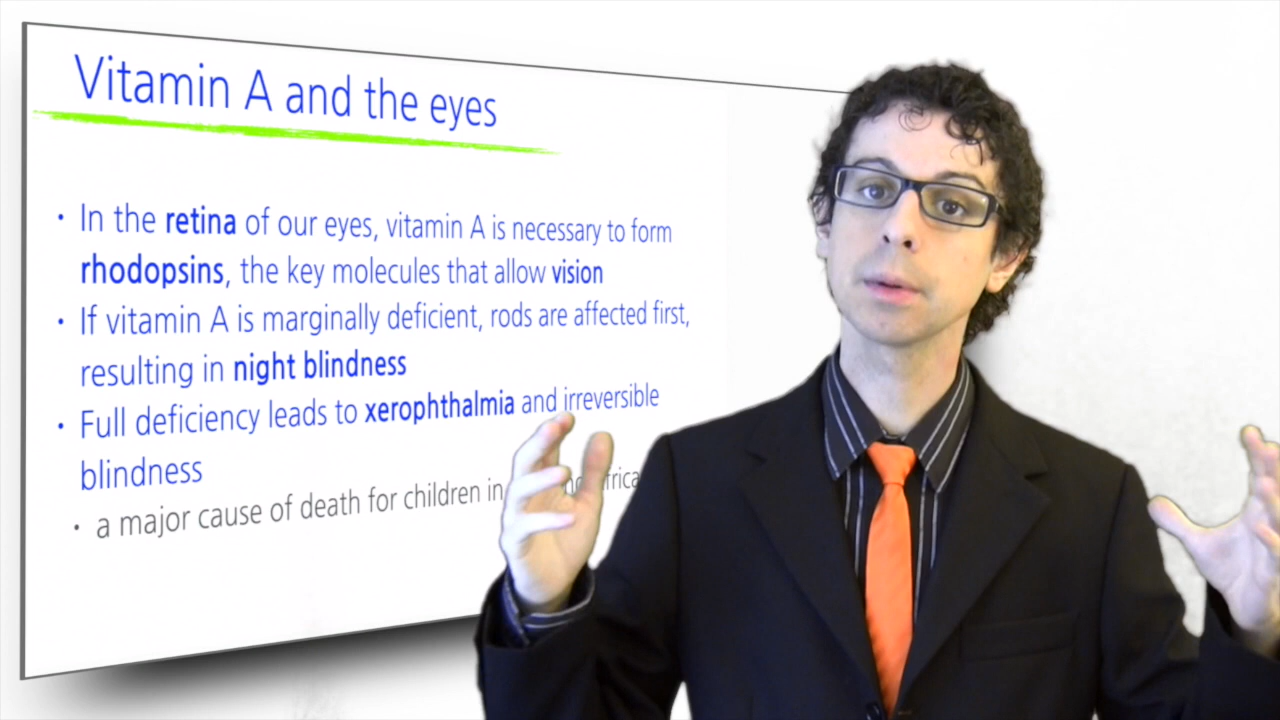 Vitamin A and the eyes
• In the retina of our eyes, vitamin A is necessary to form
rhodopsins, the key molecules that allow vision
• If vitamin A is marginally deficient, rods are affected first,
resulting in night blindness
• Full deficiency leads to xerophthalmia and irreversible
blindness
• a major cause of death for children in